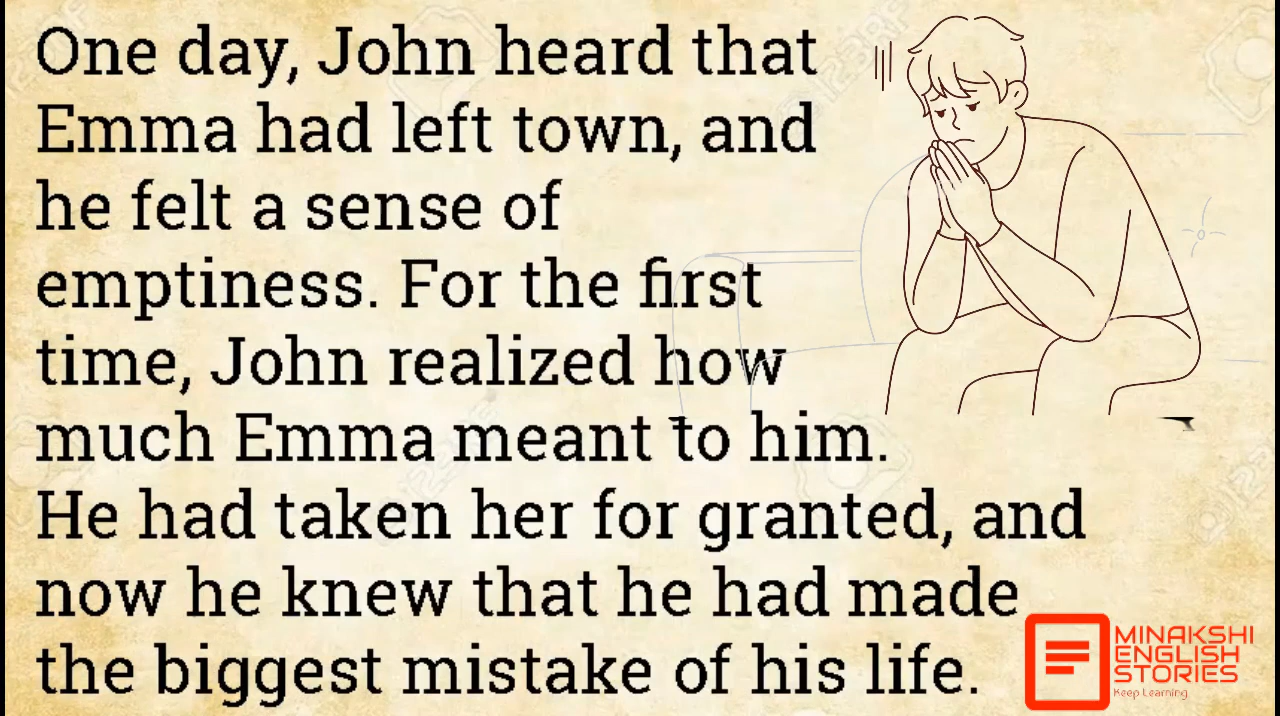 One day, John heard that
Emma had left town, and
he felt a sense of
emptiness. For the first
time, John realized how
much Emma meant to him.
He had taken her for granted, and
now he knew that he had made
the biggest mistake of his life.
MINAKSHI
ENGLISH
STORIES
Keep Learning